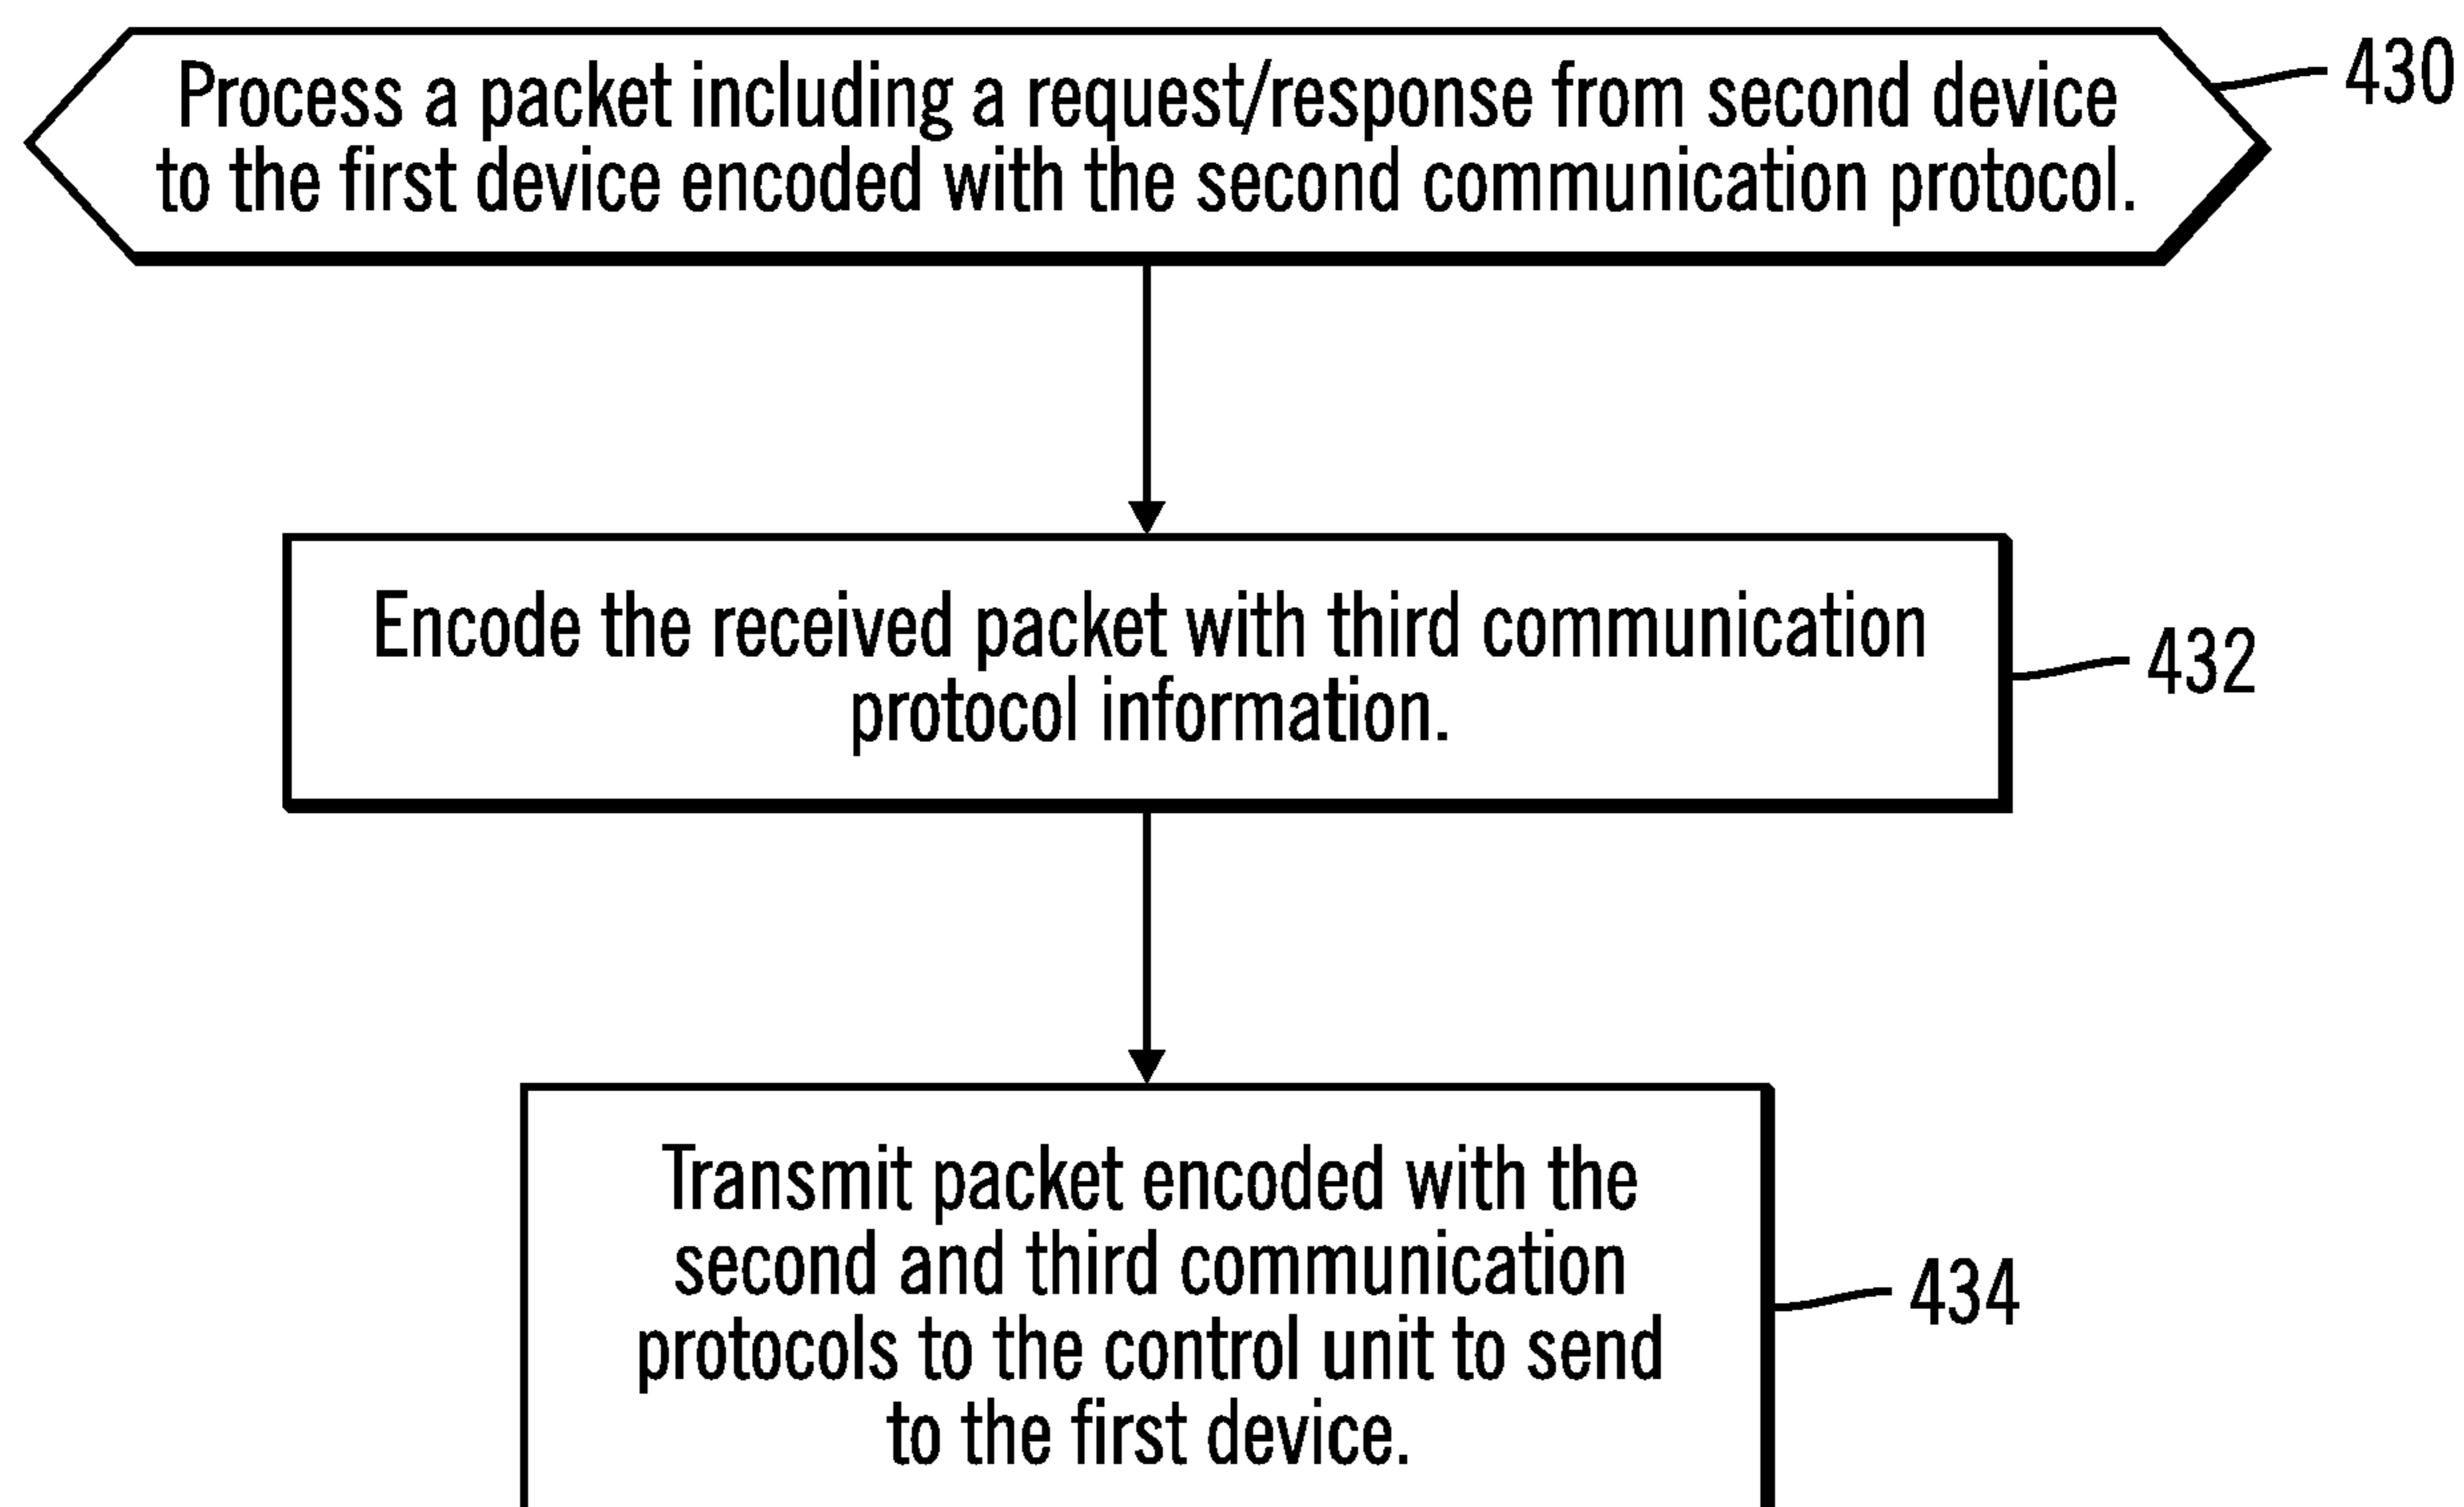 Process a packet including a request/response from second device
to the first device encoded with the second communication protocol.
430
Encode the received packet with third communication
protocol information.
432
Transmit packet encoded with the
second and third communication
protocols to the control unit to send
to the first device.
434